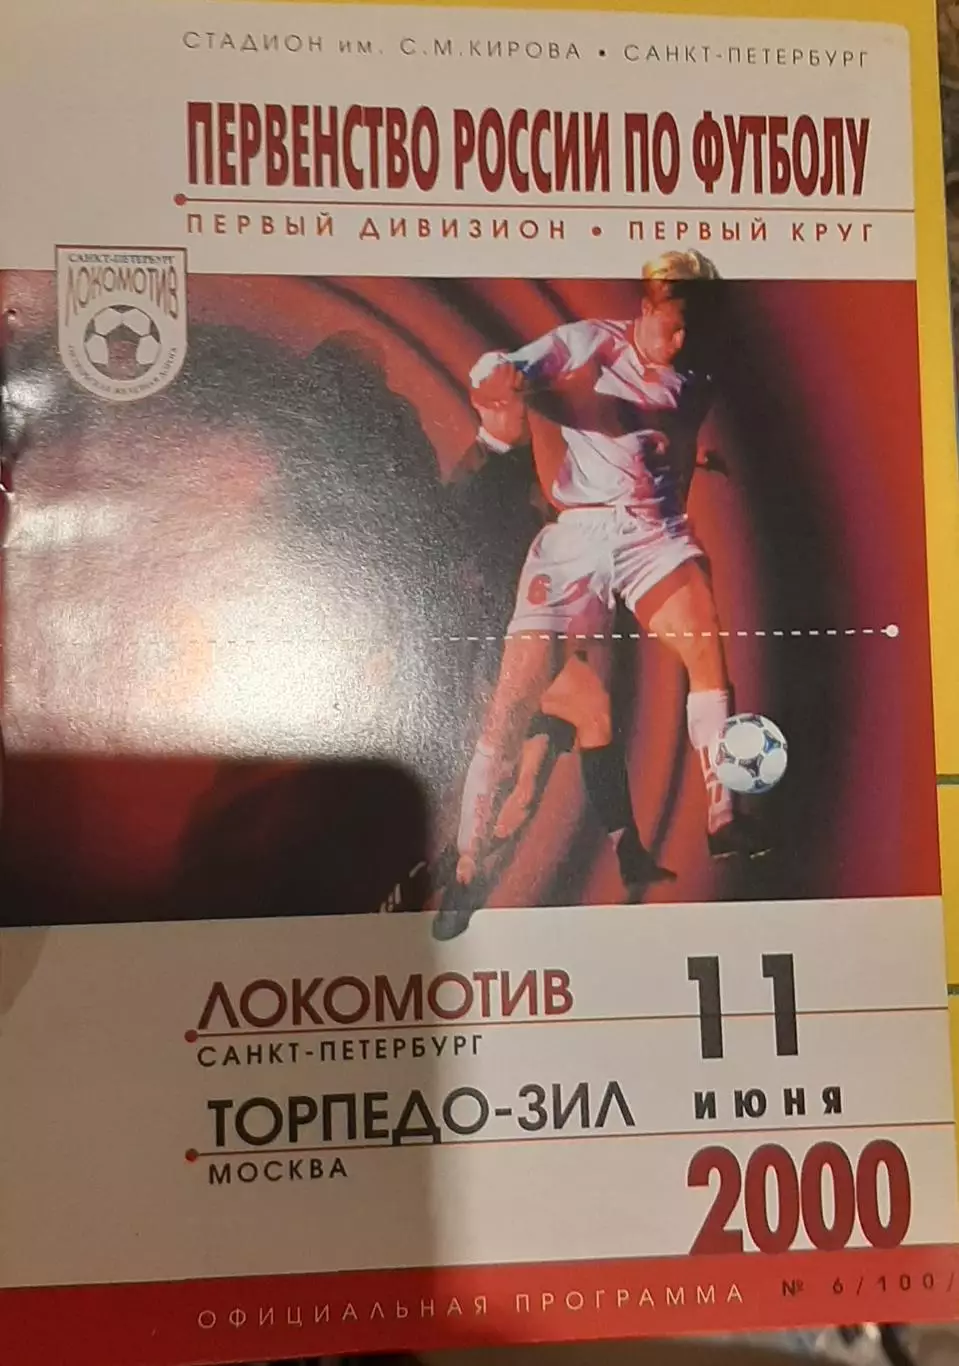 СТАДИОН им. С.М.КИРОВА • САНКТ-ПЕТЕРБУРГ
ПЕРВЕНСТВО РОССИИ ПО ФУТБОЛУ
ПЕРВЫЙ ДИВИЗИОН • ПЕРВЫЙ КРУГ
САНКТ-ПЕТЕРБУРГ
ЛОКОМОТИВ
6
ЛОКОМОТИВ
САНКТ-ПЕТЕРБУРГ
11
ТОРПЕДО-ЗИЛ
июня
МОСКВА
2000
ОФИЦИАЛЬНАЯ ПРОГРАММА № 6/100/